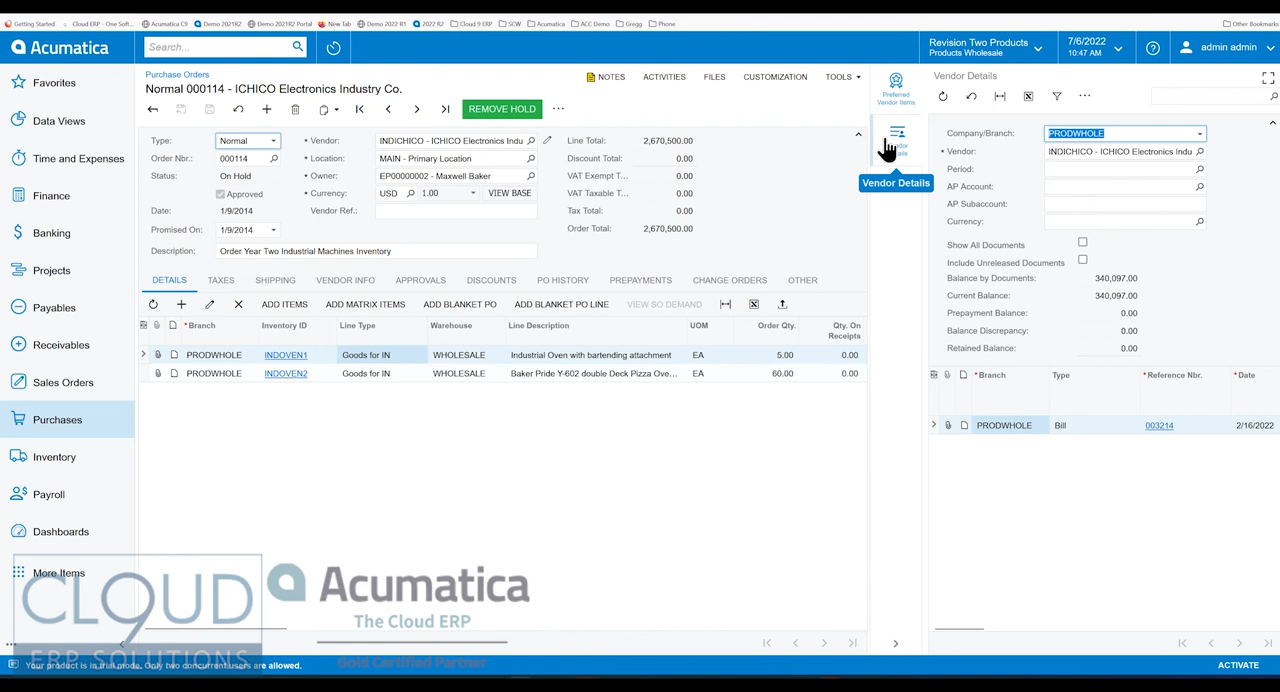 Getting Started Cloud ERP - One Soft... Acumatica C9 Demo 2021R2 Demo 2021R2 Portal New Tab Demo 2022 R1 2022 R2 Cloud 9 ERP SCW Acumatica ACC Demo Gregg Phone Other Bookmarks
Acumatica Search... Revision Two Products
Products Wholesale 7/6/2022
10:47 AM admin admin
Favorites
Data Views
Time and Expenses
Finance
Banking
Projects
Payables
Receivables
Sales Orders
Purchases
Inventory
Payroll
Dashboards
More Items
Purchase Orders
Normal 000114 - ICHICO Electronics Industry Co.
NOTES ACTIVITIES FILES CUSTOMIZATION TOOLS
REMOVE HOLD
Type: Normal
Order Nbr.: 000114
Status: On Hold
Approved
Date: 1/9/2014
Promised On: 1/9/2014
Description: Order Year Two Industrial Machines Inventory
* Vendor: INDICHICO - ICHICO Electronics Indu
* Location: MAIN - Primary Location
* Owner: EP00000002 - Maxwell Baker
* Currency: USD 1.00 VIEW BASE
Vendor Ref.:
Line Total: 2,670,500.00
Discount Total: 0.00
VAT Exempt T... 0.00
VAT Taxable T... 0.00
Tax Total: 0.00
Order Total: 2,670,500.00
DETAILS TAXES SHIPPING VENDOR INFO APPROVALS DISCOUNTS PO HISTORY PREPAYMENTS CHANGE ORDERS OTHER
ADD ITEMS ADD MATRIX ITEMS ADD BLANKET PO ADD BLANKET PO LINE VIEW SO DEMAND
* Branch Inventory ID Line Type Warehouse Line Description UOM Order Qty. Qty. On
Receipts
PRODWHOLE INDOVEN1 Goods for IN WHOLESALE Industrial Oven with bartending attachment EA 5.00 0.00
PRODWHOLE INDOVEN2 Goods for IN WHOLESALE Baker Pride Y-602 double Deck Pizza Ove... EA 60.00 0.00
Preferred
Vendor Items
Vendor Details
Vendor Details
Company/Branch: PRODWHOLE
* Vendor: INDICHICO - ICHICO Electronics Indu
Period:
AP Account:
AP Subaccount:
Currency:
Show All Documents
Include Unreleased Documents
Balance by Documents: 340,097.00
Current Balance: 340,097.00
Prepayment Balance: 0.00
Balance Discrepancy: 0.00
Retained Balance: 0.00
* Branch Type * Reference Nbr. * Date
PRODWHOLE Bill 003214 2/16/2022
CLOUD9
ERP SOLUTIONS
Acumatica
The Cloud ERP
Gold Certified Partner
Your product is in trial mode. Only two concurrent users are allowed. ACTIVATE